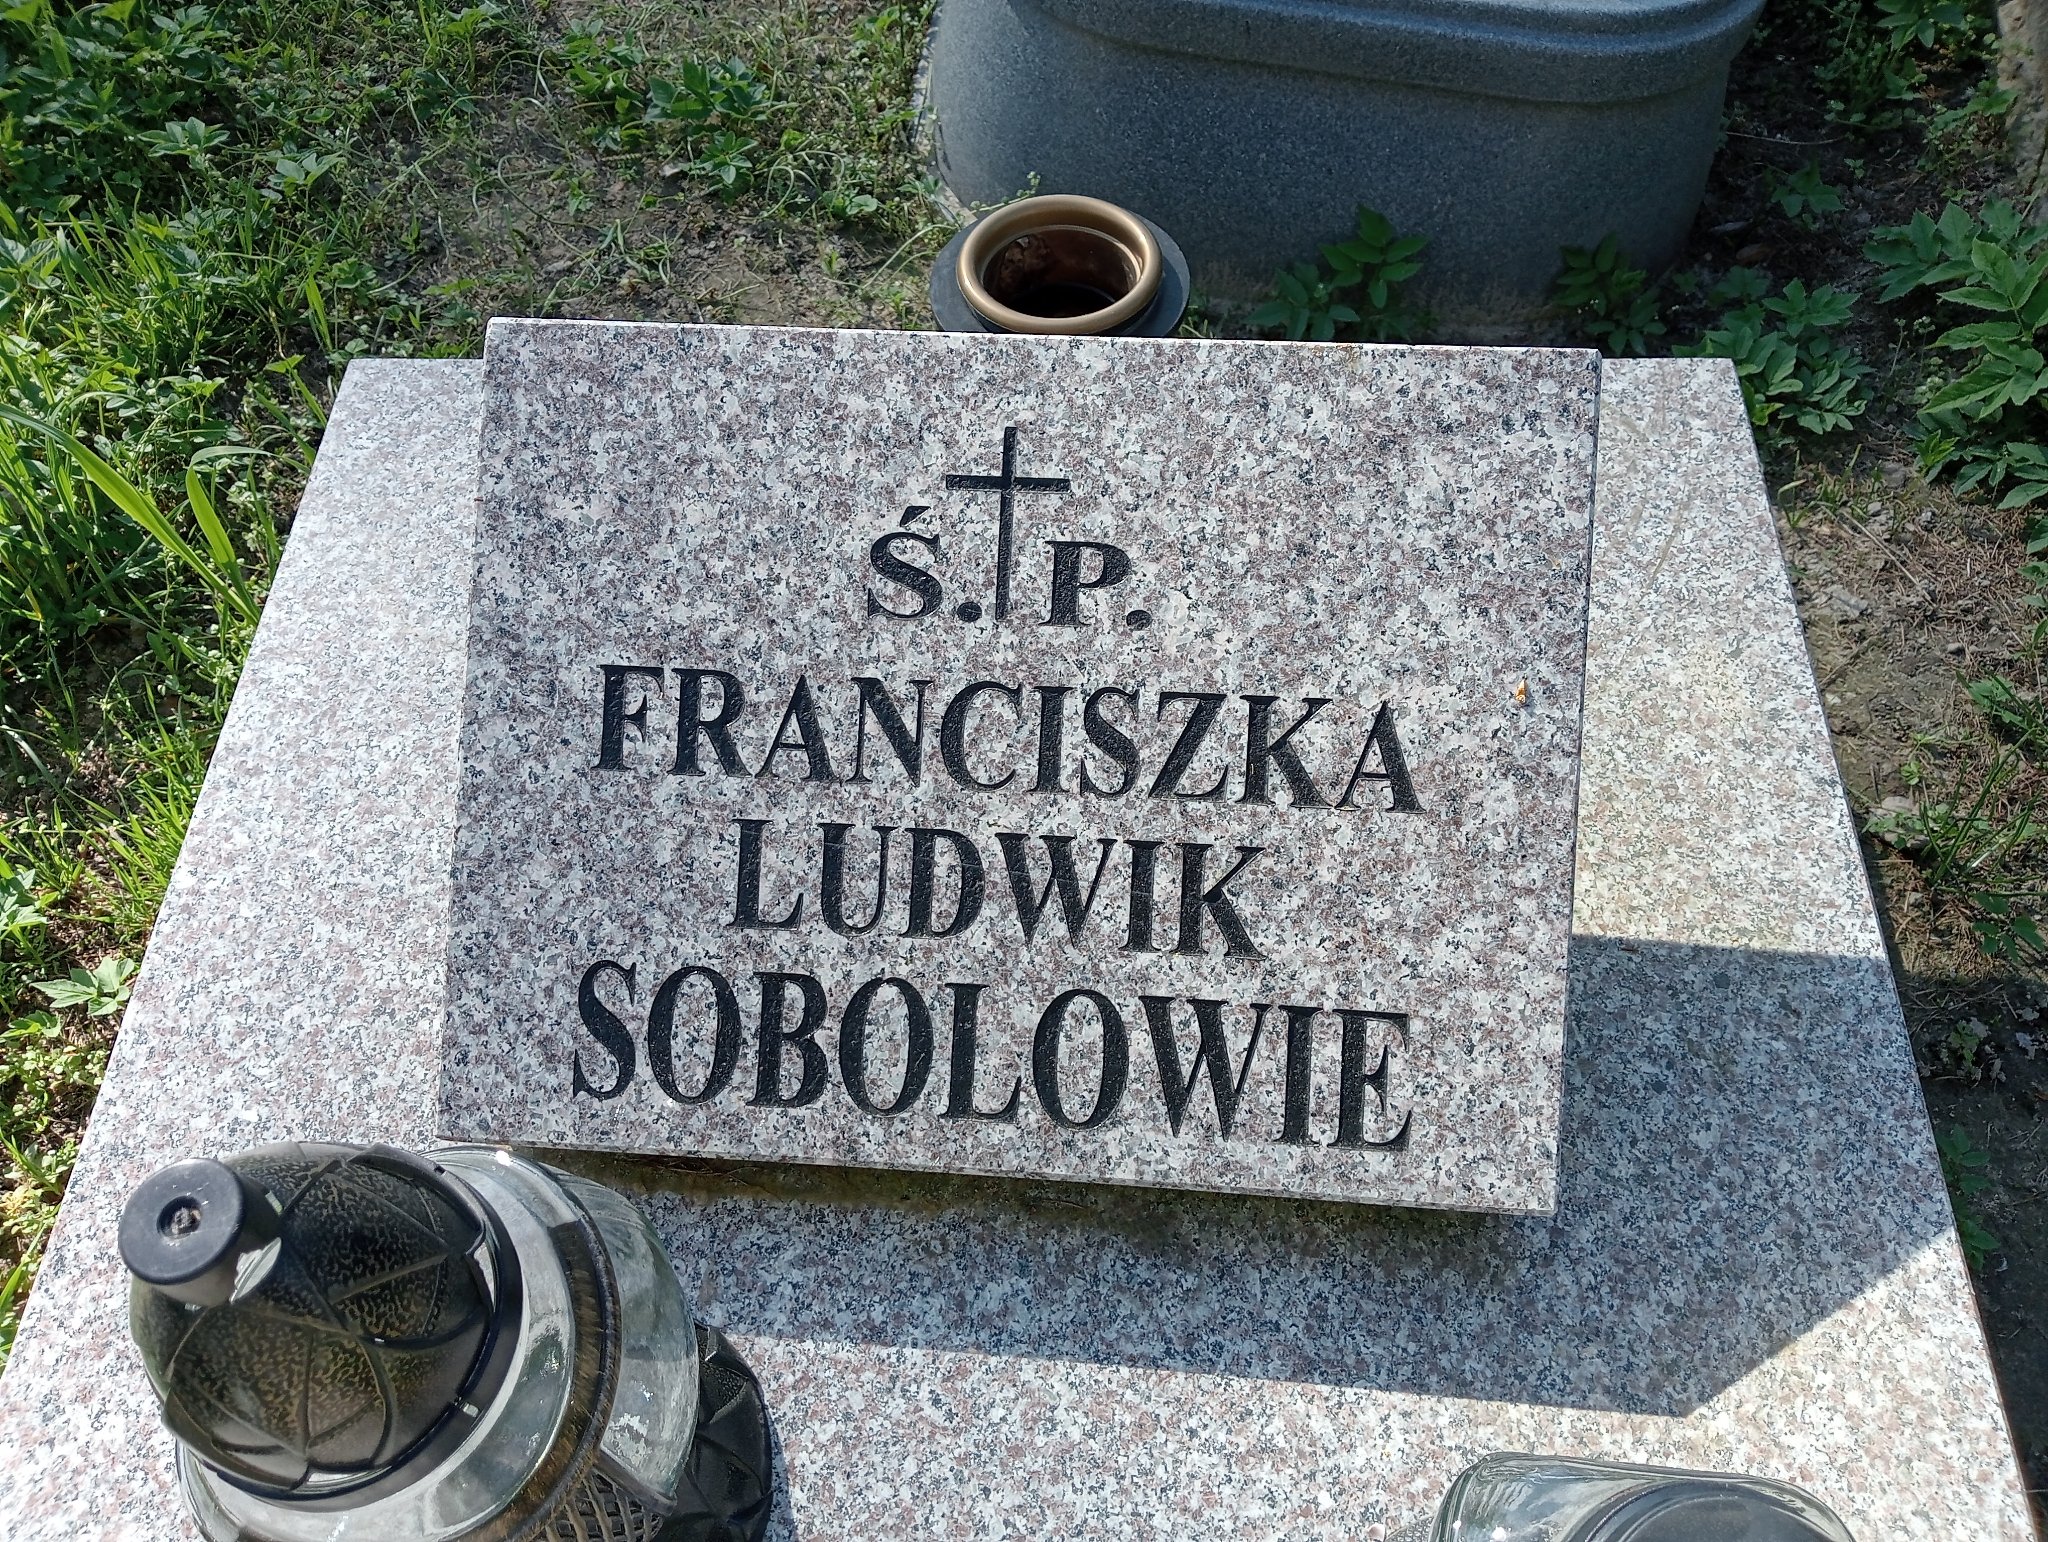 Ś. P.
FRANCISZKA
LUDWIK
SOBOLOWIE